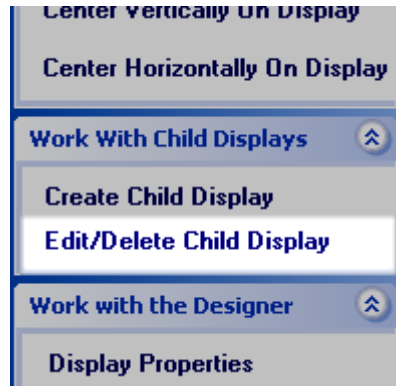 Center Vertically On Display
Center Horizontally On Display
Work With Child Displays
Create Child Display
Edit/Delete Child Display
Work with the Designer
Display Properties